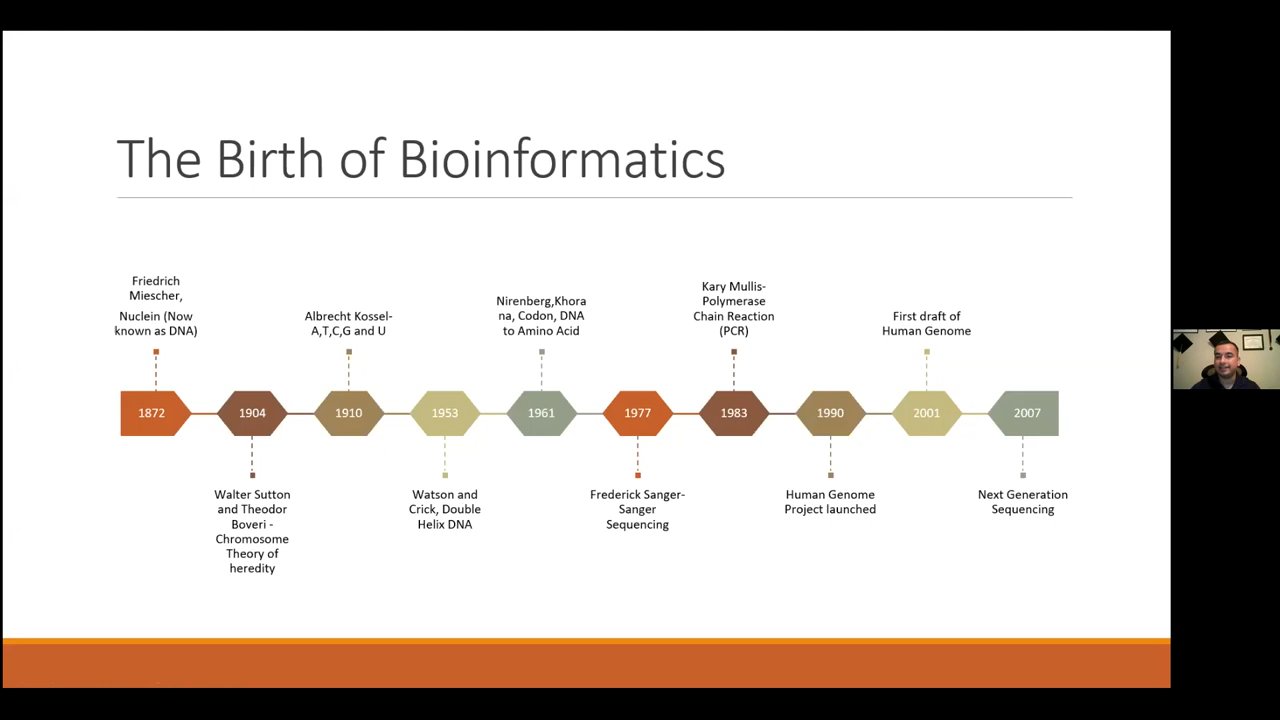 The Birth of Bioinformatics
Friedrich
Miescher,
Nuclein (Now
known as DNA)
1872
1904
Walter Sutton
and Theodor
Boveri -
Chromosome
Theory of
heredity
Albrecht Kossel-
A,T,C,G and U
1910
1953
Watson and
Crick, Double
Helix DNA
Nirenberg,Khora
na, Codon, DNA
to Amino Acid
1961
1977
Frederick Sanger-
Sanger
Sequencing
Kary Mullis-
Polymerase
Chain Reaction
(PCR)
1983
1990
Human Genome
Project launched
First draft of
Human Genome
2001
2007
Next Generation
Sequencing